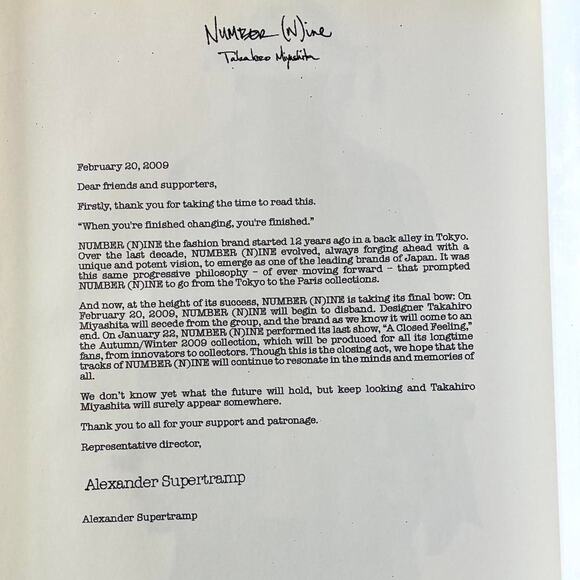 NUMBER (N)ine
Takahiro Miyashita
February 20, 2009
Dear friends and supporters,
Firstly, thank you for taking the time to read this.
“When you're finished changing, you're finished.”
NUMBER (N)INE the fashion brand started 12 years ago in a back alley in Tokyo.
Over the last decade, NUMBER (N)INE evolved, always forging ahead with a
unique and potent vision, to emerge as one of the leading brands of Japan. It was
this same progressive philosophy - of ever moving forward - that prompted
NUMBER (N)INE to go from the Tokyo to the Paris collections.
And now, at the height of its success, NUMBER (N)INE is taking its final bow: On
February 20, 2009, NUMBER (N)INE will begin to disband. Designer Takahiro
Miyashita will secede from the group, and the brand as we know it will come to an
end. On January 22, NUMBER (N)INE performed its last show, “A Closed Feeling,”
the Autumn/Winter 2009 collection, which will be produced for all its longtime
fans, from innovators to collectors. Though this is the closing act, we hope that the
tracks of NUMBER (N)INE will continue to resonate in the minds and memories of
all.
We don't know yet what the future will hold, but keep looking and Takahiro
Miyashita will surely appear somewhere.
Thank you to all for your support and patronage.
Representative director,
Alexander Supertramp
Alexander Supertramp